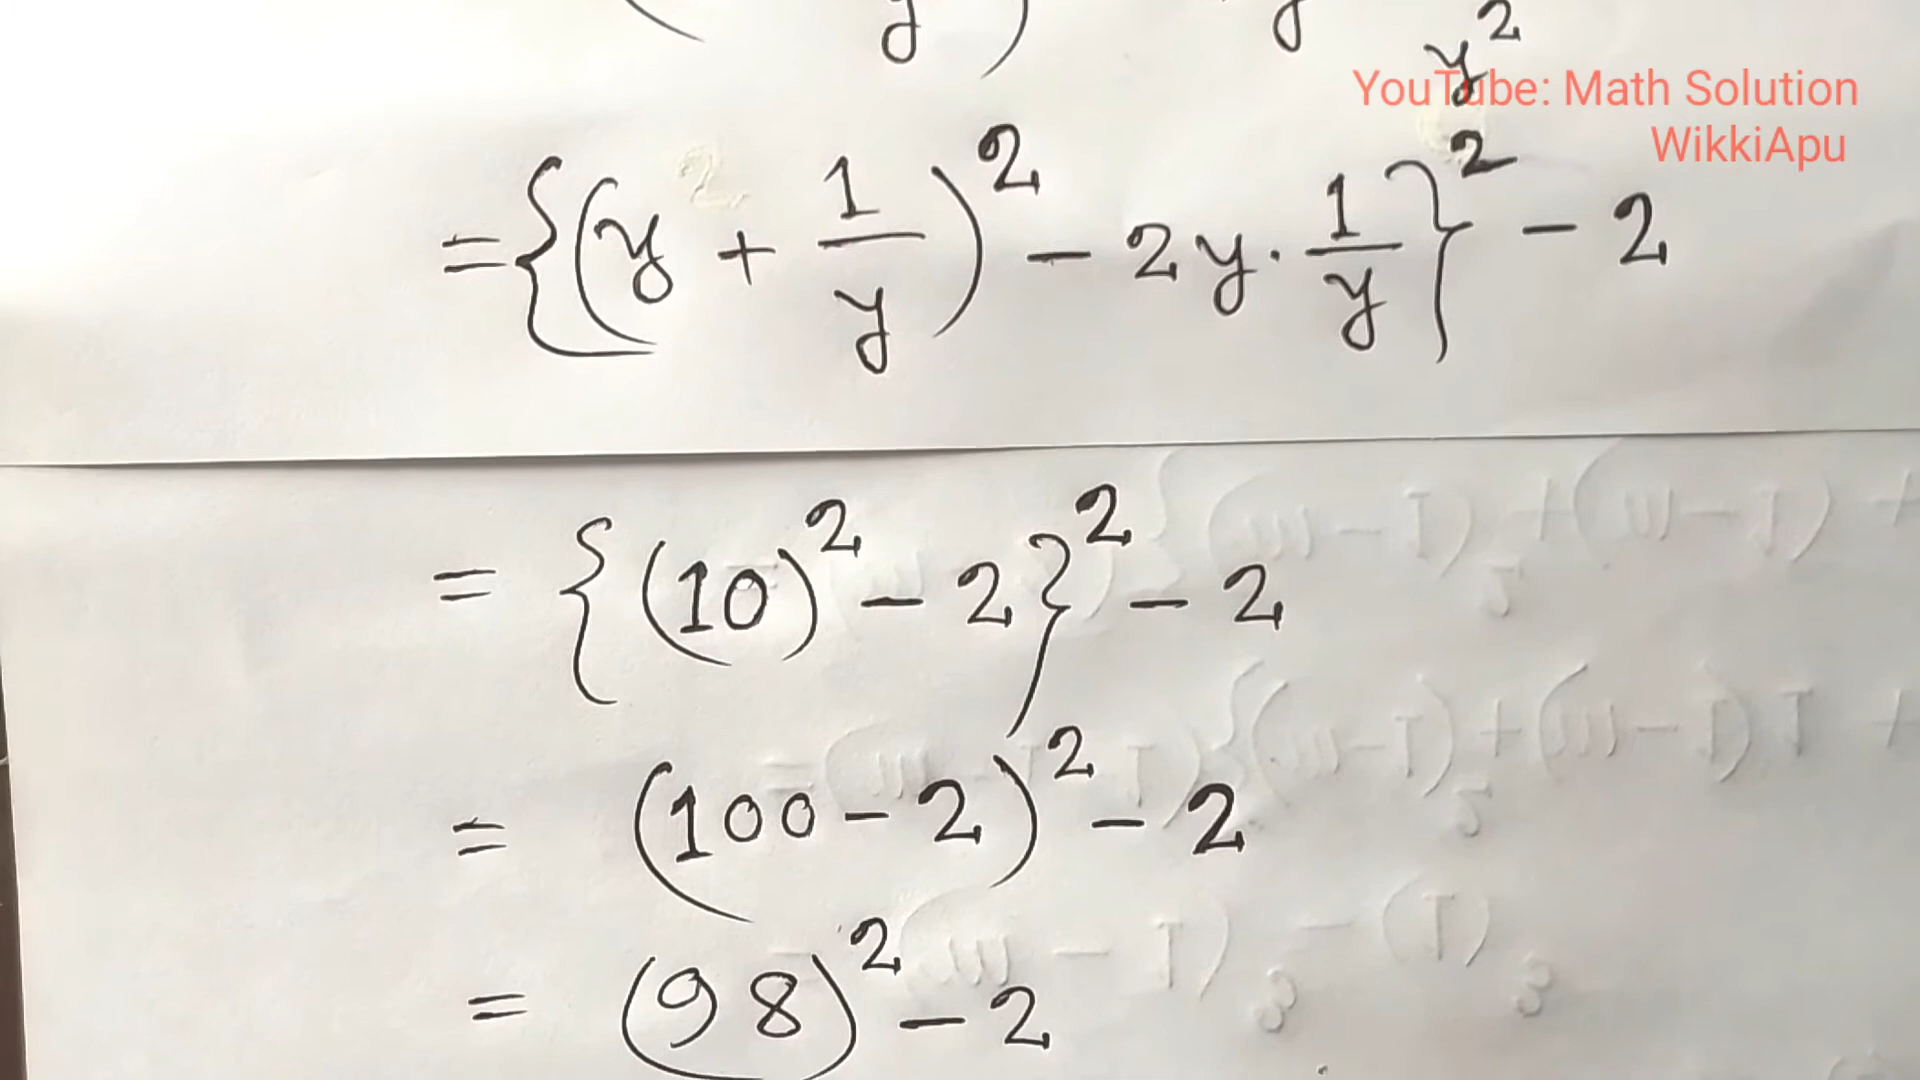 y²
YouTube: Math Solution
WikkiApu
= {(y + 1/y)² - 2y · 1/y}² - 2
= {(10)² - 2}² - 2
= (100 - 2)² - 2
= (98)² - 2